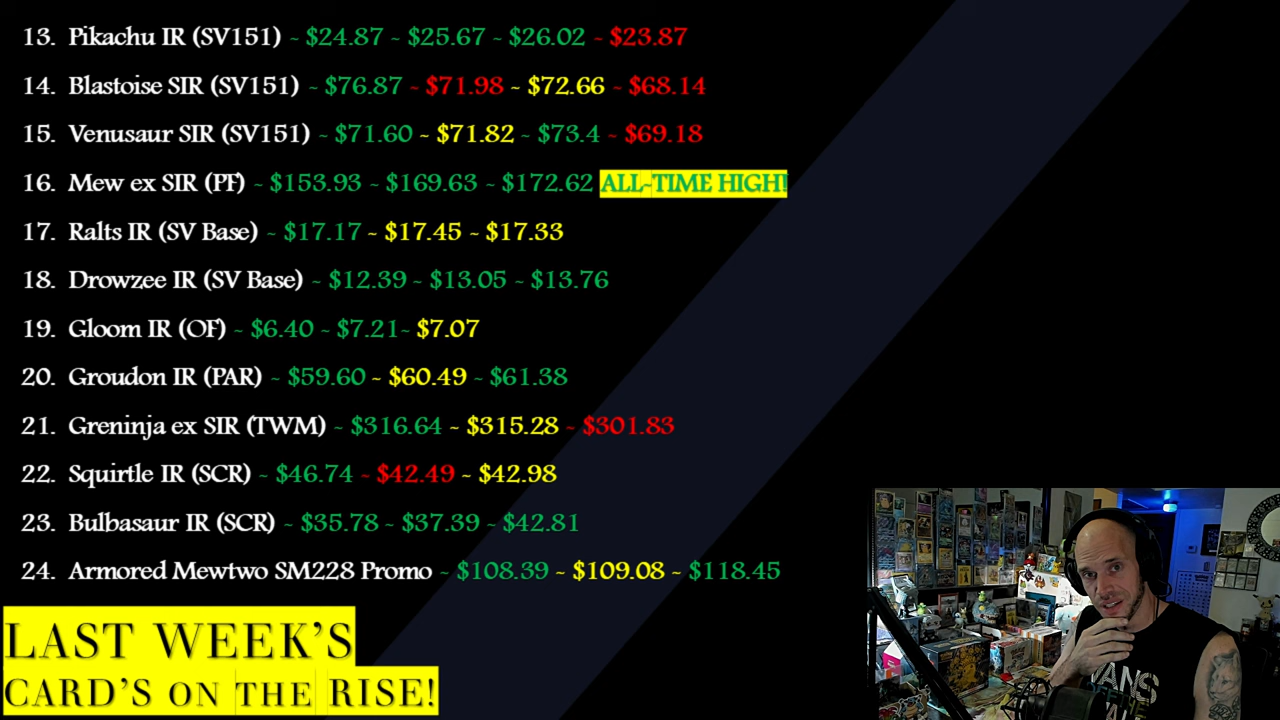 13. Pikachu IR (SV151) ~ $24.87 ~ $25.67 ~ $26.02 ~ $23.87
14. Blastoise SIR (SV151) ~ $76.87 ~ $71.98 ~ $72.66 ~ $68.14
15. Venusaur SIR (SV151) ~ $71.60 ~ $71.82 ~ $73.4 ~ $69.18
16. Mew ex SIR (PF) ~ $153.93 ~ $169.63 ~ $172.62 ALL-TIME HIGH!
17. Ralts IR (SV Base) ~ $17.17 ~ $17.45 ~ $17.33
18. Drowzee IR (SV Base) ~ $12.39 ~ $13.05 ~ $13.76
19. Gloom IR (OF) ~ $6.40 ~ $7.21~ $7.07
20. Groudon IR (PAR) ~ $59.60 ~ $60.49 ~ $61.38
21. Greninja ex SIR (TWM) ~ $316.64 ~ $315.28 ~ $301.83
22. Squirtle IR (SCR) ~ $46.74 ~ $42.49 ~ $42.98
23. Bulbasaur IR (SCR) ~ $35.78 ~ $37.39 ~ $42.81
24. Armored Mewtwo SM228 Promo ~ $108.39 ~ $109.08 ~ $118.45
LAST WEEK'S
CARD'S ON THE RISE!
VANS